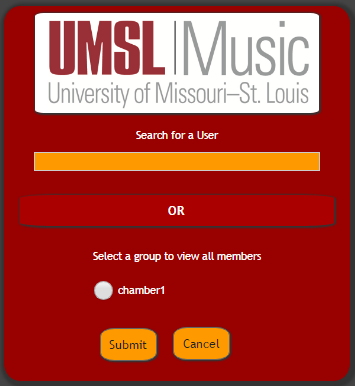 UMSL | Music
University of Missouri–St. Louis
Search for a User
OR
Select a group to view all members
chamber1
Submit Cancel